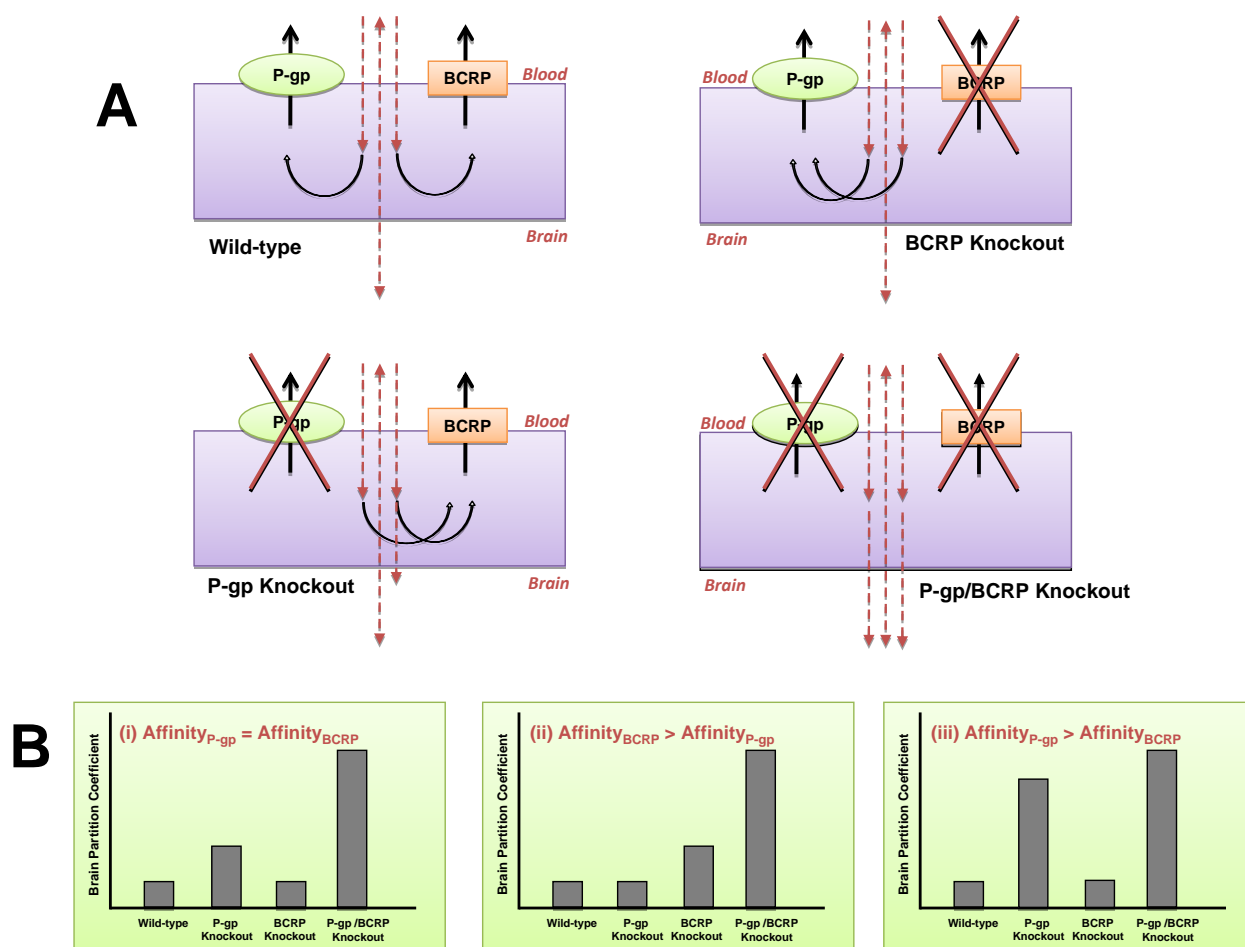 A
P-gp
BCRP
Blood
Brain
Wild-type
Blood
P-gp
BCRP
Brain
BCRP Knockout
P-gp
BCRP
Blood
P-gp Knockout
Brain
Blood
P-gp
BCRP
Brain
P-gp/BCRP Knockout
B
(i) AffinityP-gp = AffinityBCRP
Brain Partition Coefficient
Wild-type
P-gp
Knockout
BCRP
Knockout
P-gp /BCRP
Knockout
(ii) AffinityBCRP > AffinityP-gp
Brain Partition Coefficient
Wild-type
P-gp
Knockout
BCRP
Knockout
P-gp /BCRP
Knockout
(iii) AffinityP-gp > AffinityBCRP
Brain Partition Coefficient
Wild-type
P-gp
Knockout
BCRP
Knockout
P-gp /BCRP
Knockout